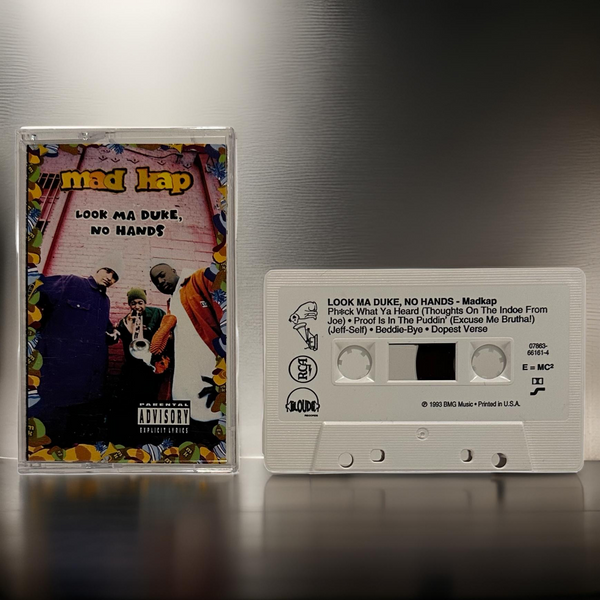 mad kap
LOOK MA DUKE,
NO HANDS
PARENTAL
ADVISORY
EXPLICIT LYRICS
LOOK MA DUKE, NO HANDS - Madkap
Ph#ck What Ya Heard (Thoughts On The Indoe From
Joe) • Proof Is In The Puddin' (Excuse Me Brutha!)
(Jeff-Self) • Beddie-Bye • Dopest Verse
RCA
LOUD
07863-
66161-4
E = MC²
℗ 1993 BMG Music • Printed in U.S.A.